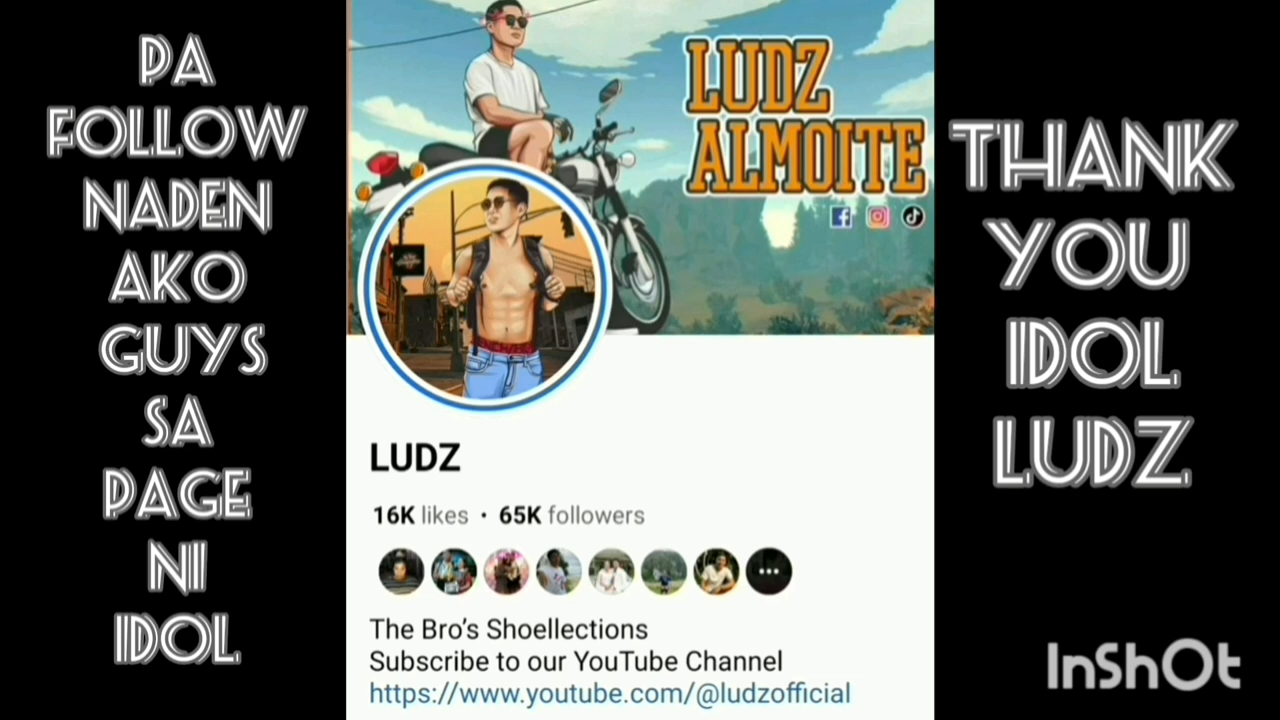 PA
FOLLOW
NADEN
AKO
GUYS
SA
PAGE
NI
IDOL
LUDZ
ALMOITE
LUDZ
16K likes · 65K followers
The Bro's Shoellections
Subscribe to our YouTube Channel
https://www.youtube.com/@ludzofficial
THANK
YOU
IDOL
LUDZ
InShOt